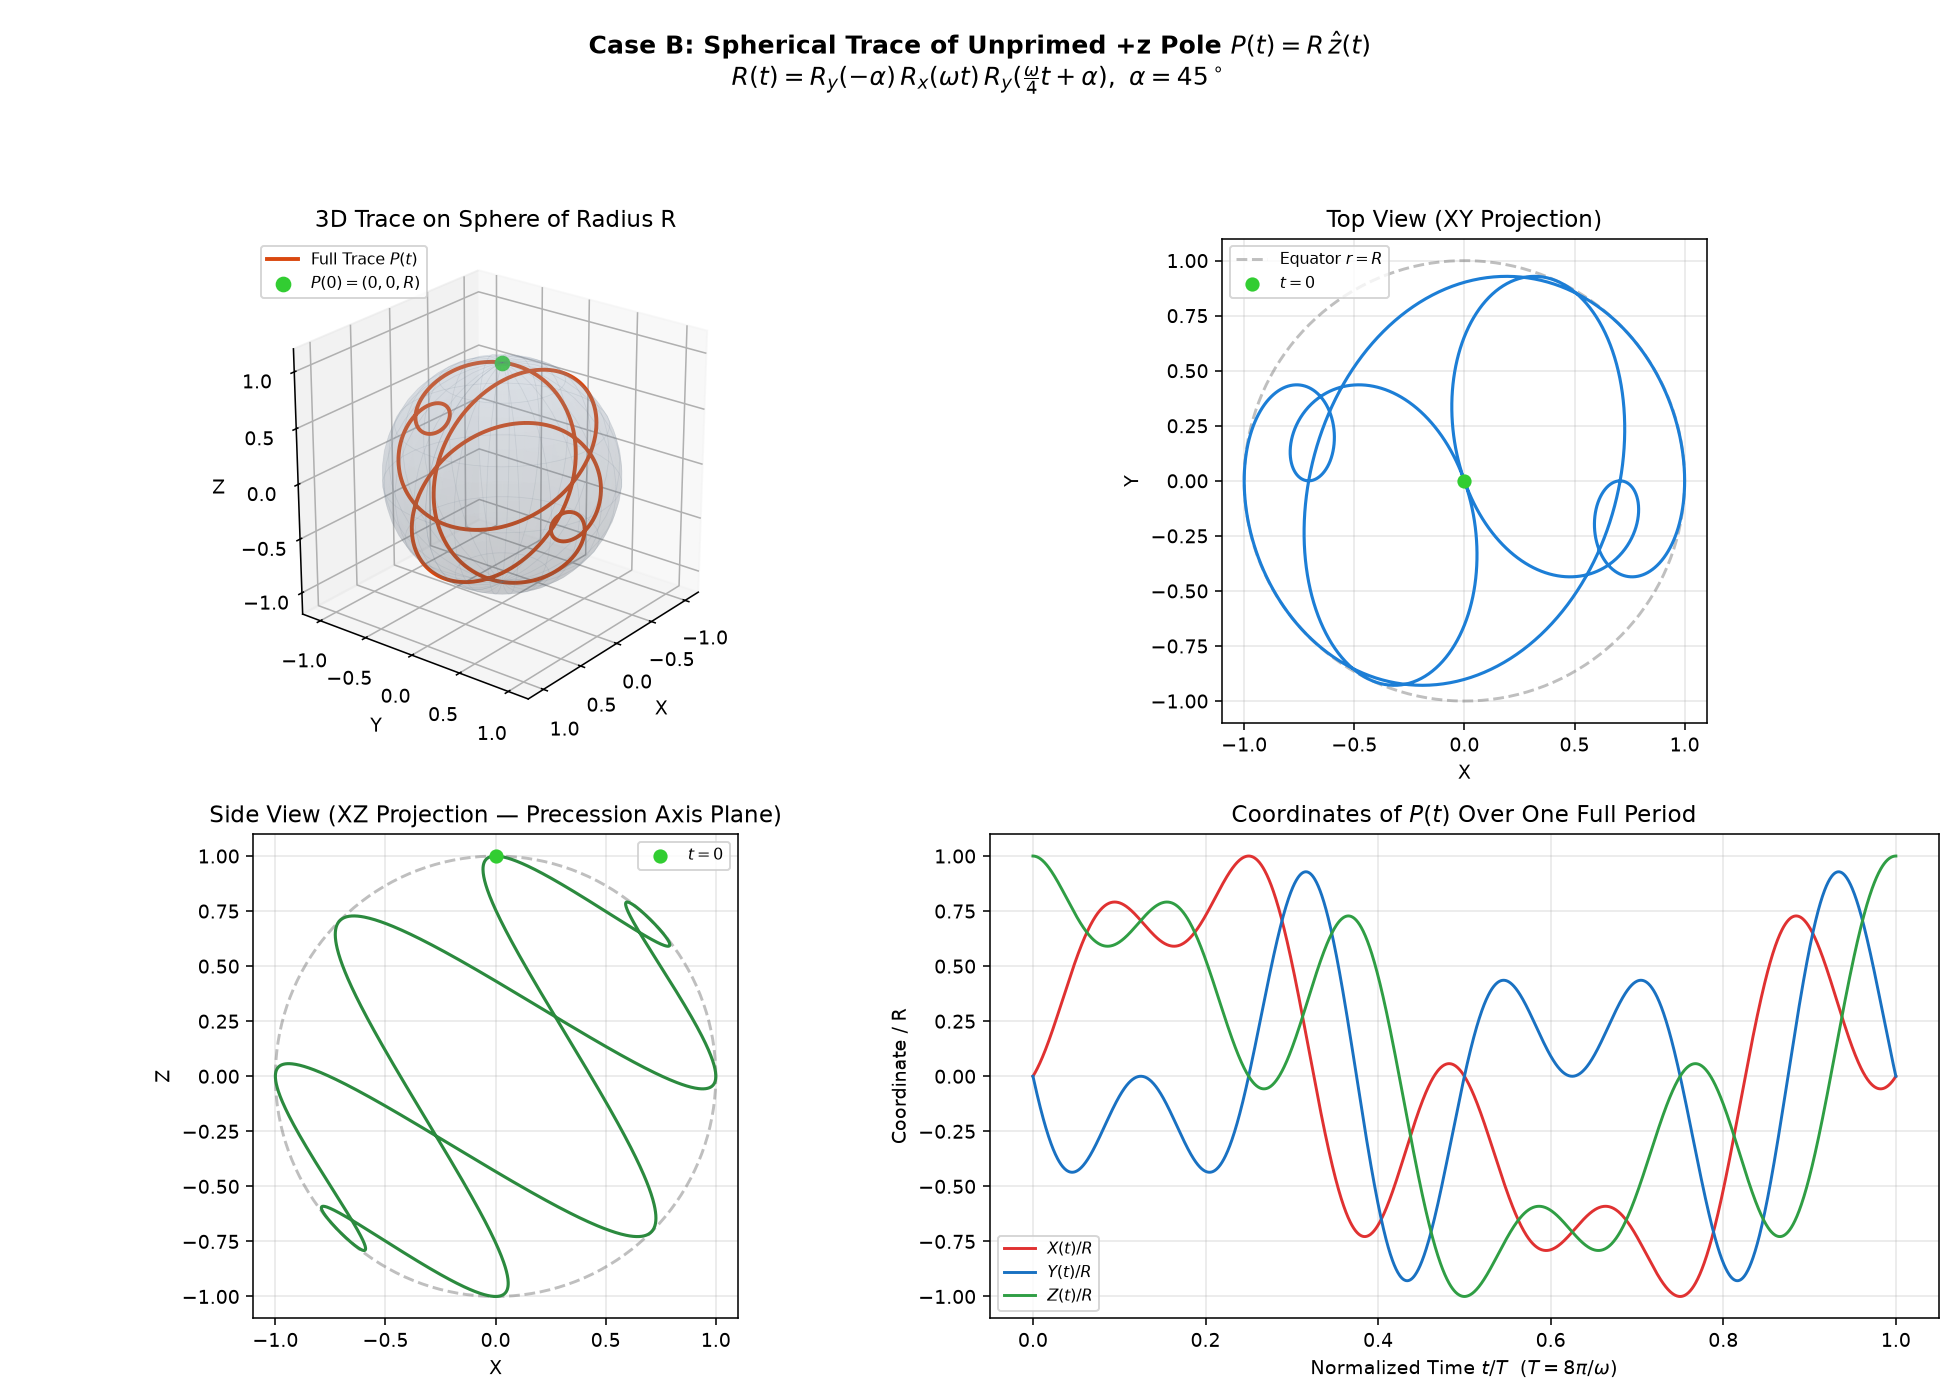 Case B: Spherical Trace of Unprimed +z Pole P(t) = R ẑ(t)
R(t) = R_y(−α) R_x(ωt) R_y(ω/4 t + α), α = 45°
3D Trace on Sphere of Radius R
Full Trace P(t)
P(0) = (0, 0, R)
1.0
0.5
0.0
−0.5
−1.0
Z
−1.0
−0.5
0.0
0.5
1.0
Y
−1.0
−0.5
0.0
0.5
1.0
X
Top View (XY Projection)
Equator r = R
t = 0
1.00
0.75
0.50
0.25
0.00
−0.25
−0.50
−0.75
−1.00
Y
−1.0 −0.5 0.0 0.5 1.0
X
Side View (XZ Projection — Precession Axis Plane)
t = 0
1.00
0.75
0.50
0.25
0.00
−0.25
−0.50
−0.75
−1.00
Z
−1.0 −0.5 0.0 0.5 1.0
X
Coordinates of P(t) Over One Full Period
1.00
0.75
0.50
0.25
0.00
−0.25
−0.50
−0.75
−1.00
Coordinate / R
X(t)/R
Y(t)/R
Z(t)/R
0.0 0.2 0.4 0.6 0.8 1.0
Normalized Time t/T (T = 8π/ω)